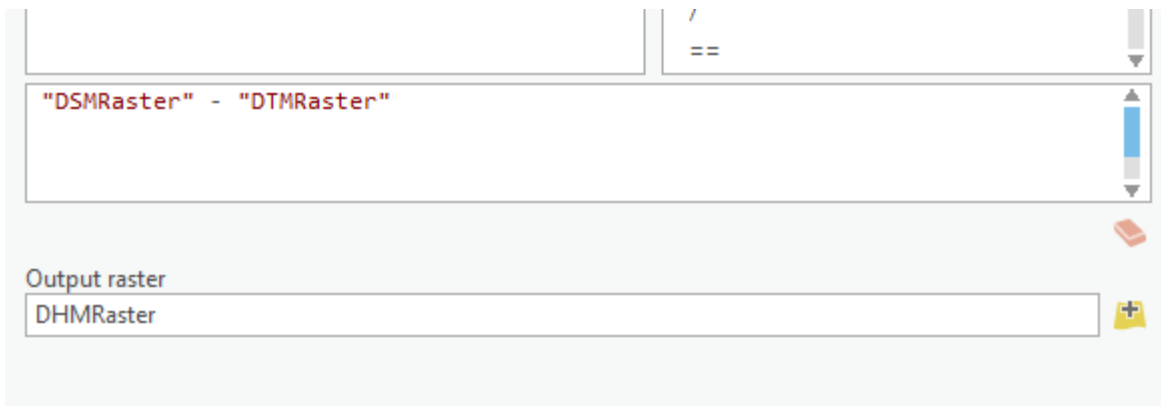 /
==
"DSMRaster" - "DTMRaster"
Output raster
DHMRaster